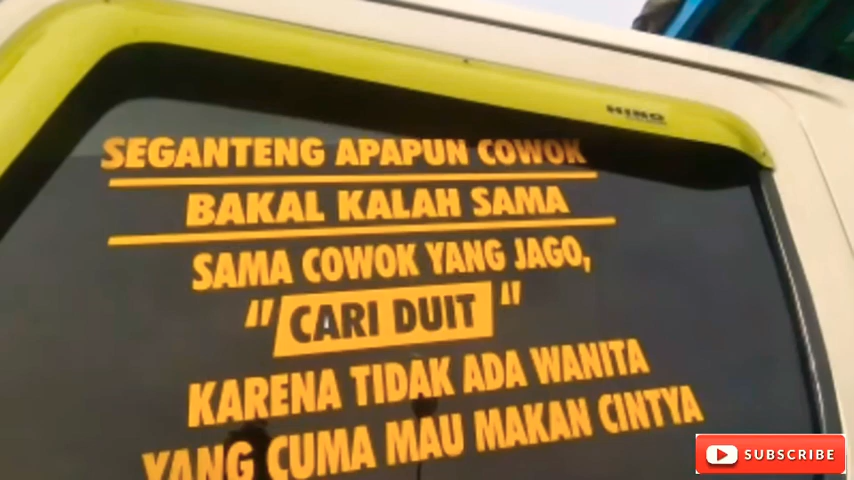 HINO
SEGANTENG APAPUN COWOK
BAKAL KALAH SAMA
SAMA COWOK YANG JAGO,
"CARI DUIT"
KARENA TIDAK ADA WANITA
YANG CUMA MAU MAKAN CINTYA
SUBSCRIBE